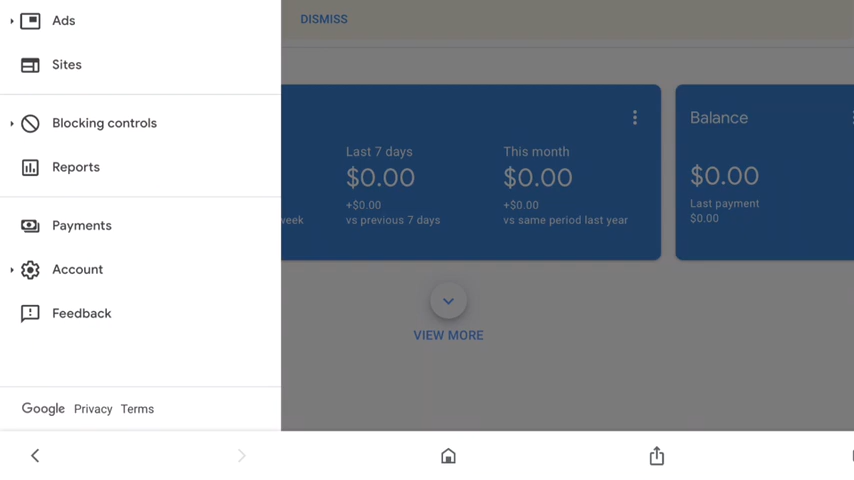 Ads
Sites
Blocking controls
Reports
Payments
Account
Feedback
Google Privacy Terms
DISMISS
week
Last 7 days
$0.00
+$0.00
vs previous 7 days
This month
$0.00
+$0.00
vs same period last year
Balance
$0.00
Last payment
$0.00
VIEW MORE